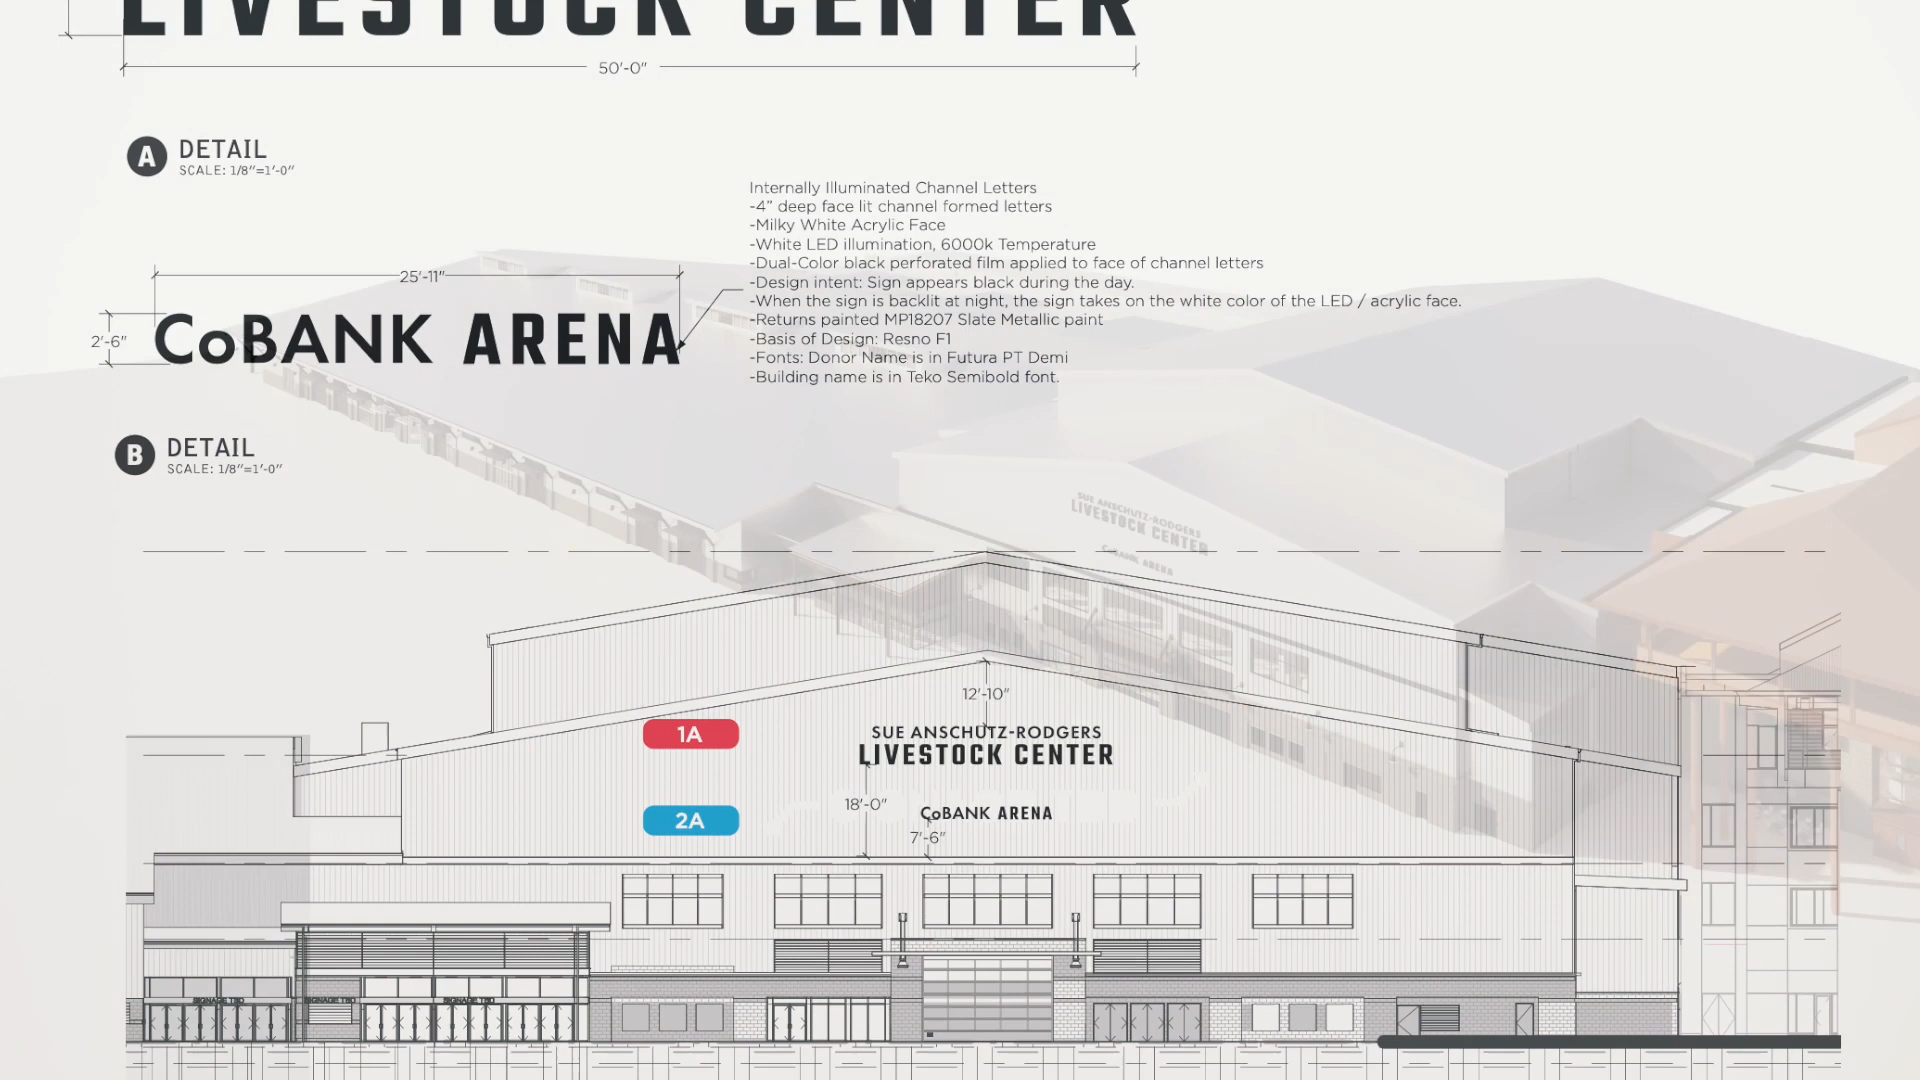 LIVESTOCK CENTER
50'-0"
A DETAIL
SCALE: 1/8"=1'-0"
Internally Illuminated Channel Letters
-4” deep face lit channel formed letters
-Milky White Acrylic Face
-White LED illumination, 6000k Temperature
-Dual-Color black perforated film applied to face of channel letters
-Design intent: Sign appears black during the day.
-When the sign is backlit at night, the sign takes on the white color of the LED / acrylic face.
-Returns painted MP18207 Slate Metallic paint
-Basis of Design: Resno F1
-Fonts: Donor Name is in Futura PT Demi
-Building name is in Teko Semibold font.
25'-11"
2'-6"
CoBANK ARENA
B DETAIL
SCALE: 1/8"=1'-0"
SUE ANSCHUTZ-RODGERS
LIVESTOCK CENTER
CoBANK ARENA
12'-10"
1A
SUE ANSCHUTZ-RODGERS
LIVESTOCK CENTER
18'-0"
2A
CoBANK ARENA
7'-6"
SIGNAGE TBD
SIGNAGE TBD
SIGNAGE TBD